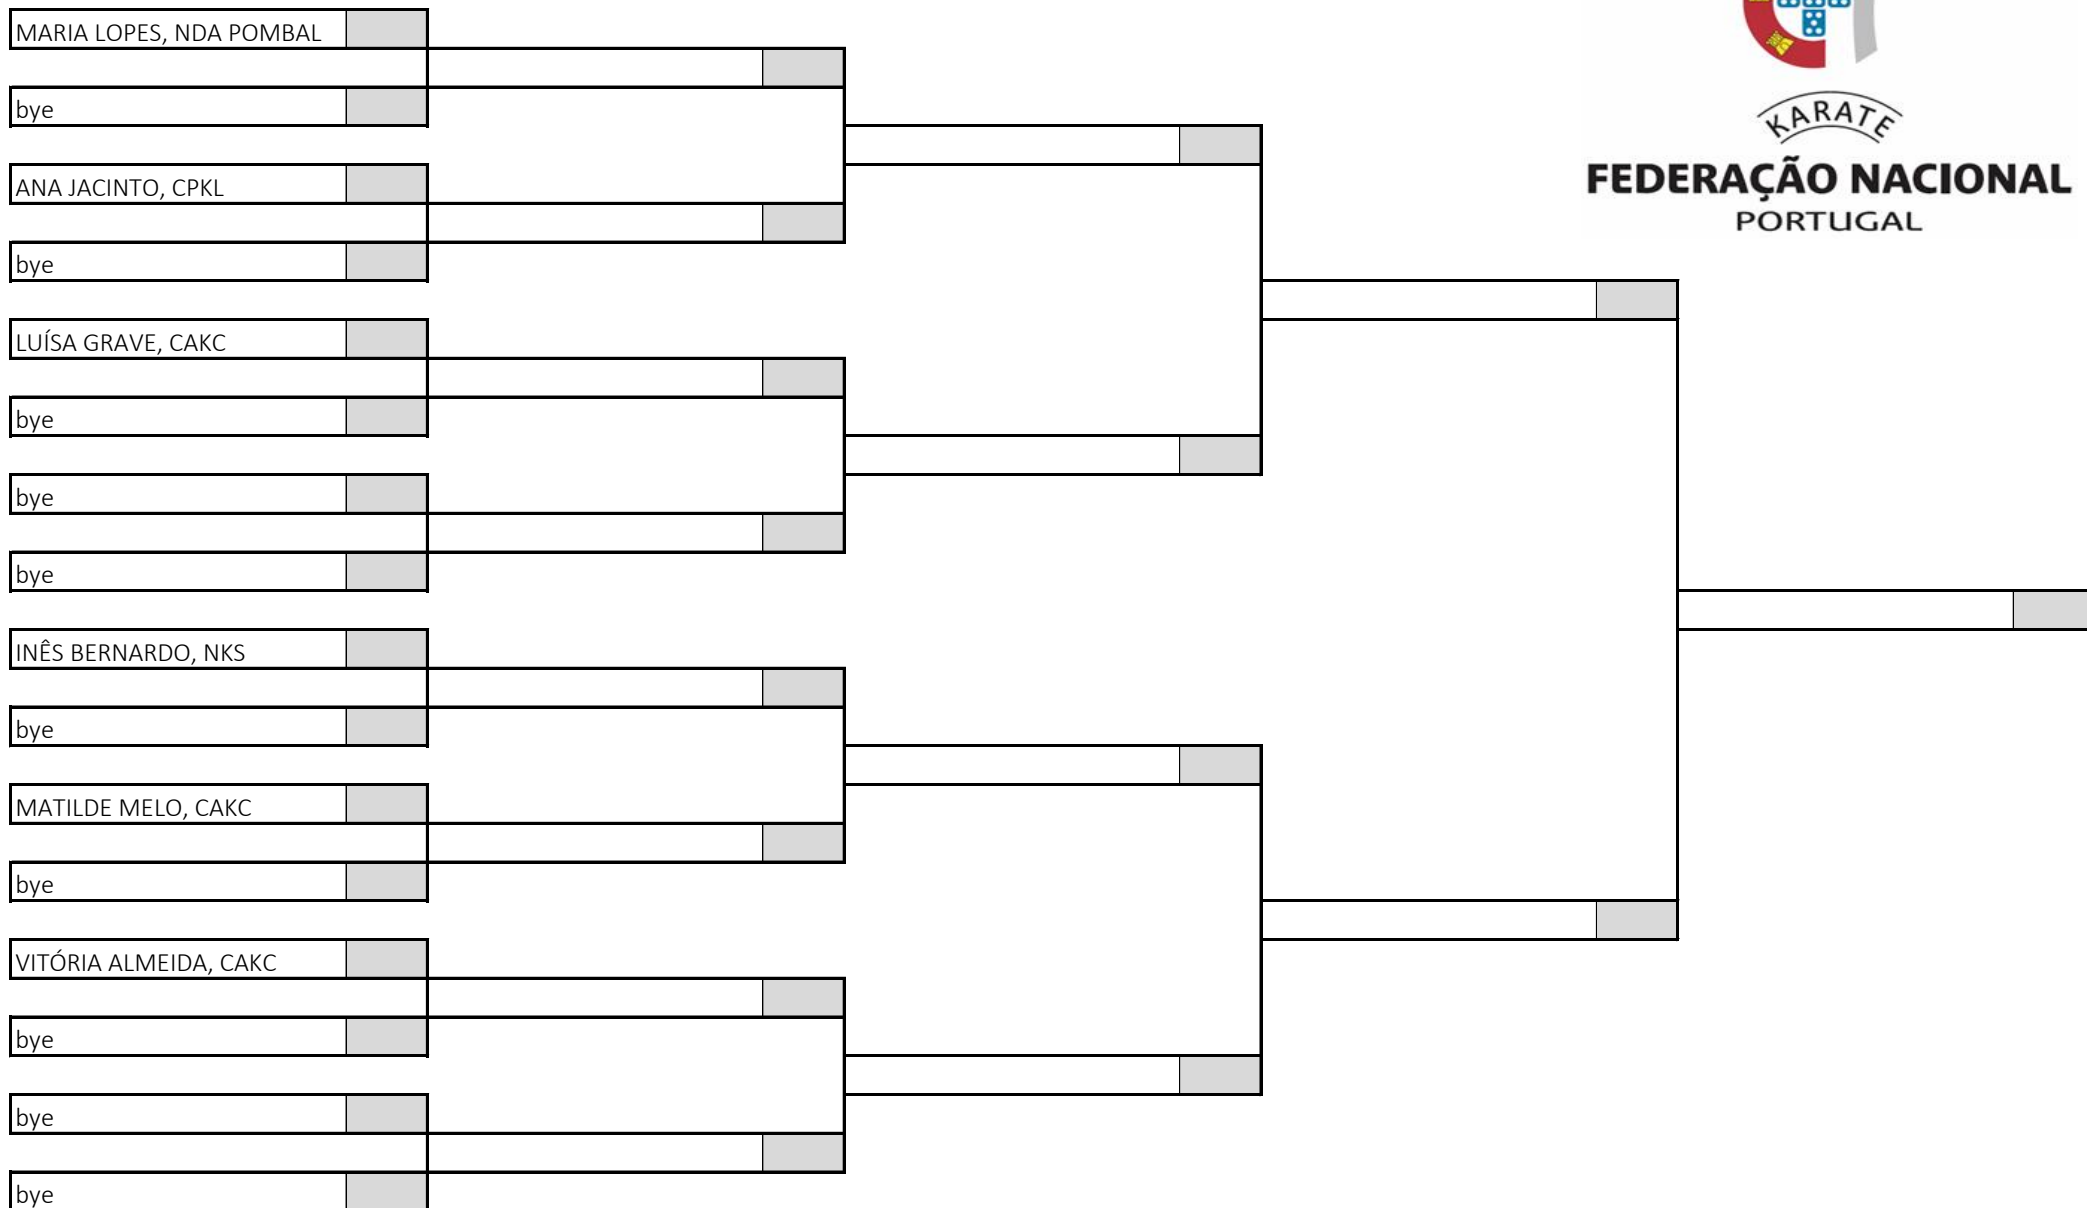 MARIA LOPES, NDA POMBAL
bye
ANA JACINTO, CPKL
bye
LUÍSA GRAVE, CAKC
bye
bye
bye
INÊS BERNARDO, NKS
bye
MATILDE MELO, CAKC
bye
VITÓRIA ALMEIDA, CAKC
bye
bye
bye
KARATE
FEDERAÇÃO NACIONAL
PORTUGAL